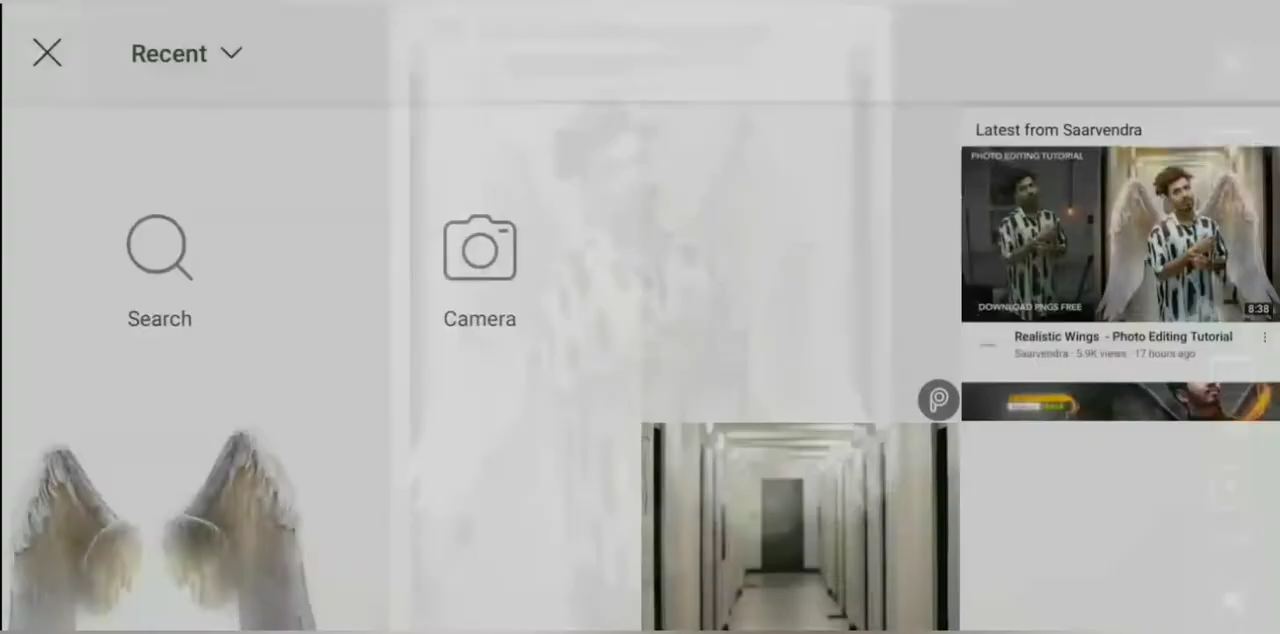 Recent
Latest from Saarvendra
PHOTO EDITING TUTORIAL
DOWNLOAD PNGS FREE
8:38
Realistic Wings - Photo Editing Tutorial
Saarvendra · 5.9K views · 17 hours ago
Search
Camera